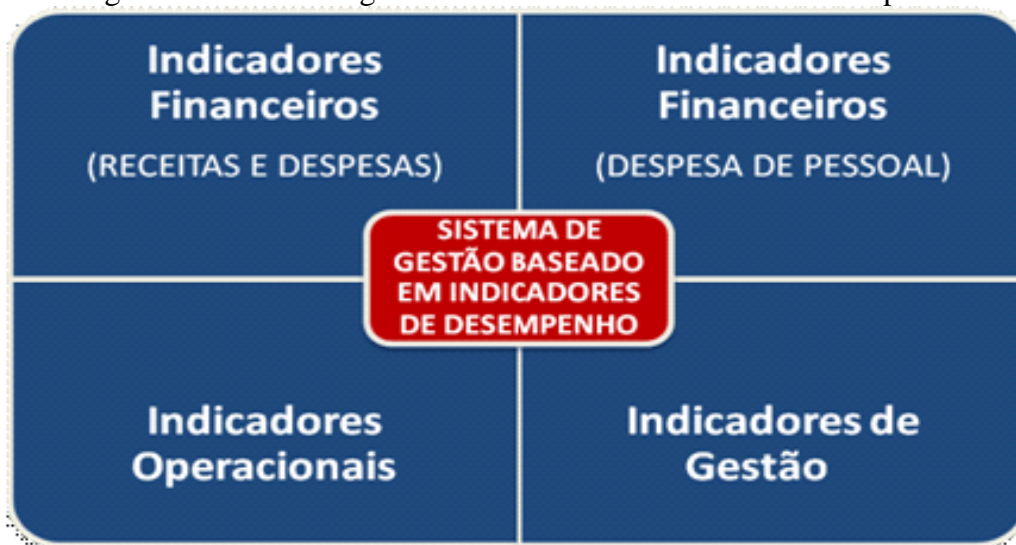 Indicadores
Financeiros
(RECEITAS E DESPESAS)
Indicadores
Financeiros
(DESPESA DE PESSOAL)
SISTEMA DE
GESTÃO BASEADO
EM INDICADORES
DE DESEMPENHO
Indicadores
Operacionais
Indicadores de
Gestão